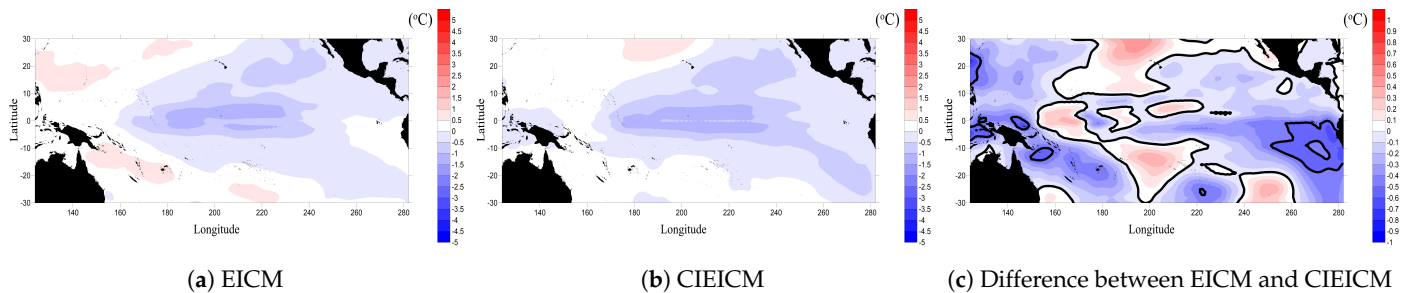 (°C) (°C) (°C)
30 20 10 0 -10 -20 -30
Latitude
140 160 180 200 220 240 260 280
Longitude
5 4.5 4 3.5 3 2.5 2 1.5 1 0.5 0 -0.5 -1 -1.5 -2 -2.5 -3 -3.5 -4 -4.5 -5
30 20 10 0 -10 -20 -30
Latitude
140 160 180 200 220 240 260 280
Longitude
5 4.5 4 3.5 3 2.5 2 1.5 1 0.5 0 -0.5 -1 -1.5 -2 -2.5 -3 -3.5 -4 -4.5 -5
30 20 10 0 -10 -20 -30
Latitude
140 160 180 200 220 240 260 280
Longitude
1 0.9 0.8 0.7 0.6 0.5 0.4 0.3 0.2 0.1 0 -0.1 -0.2 -0.3 -0.4 -0.5 -0.6 -0.7 -0.8 -0.9 -1
(a) EICM
(b) CIEICM
(c) Difference between EICM and CIEICM